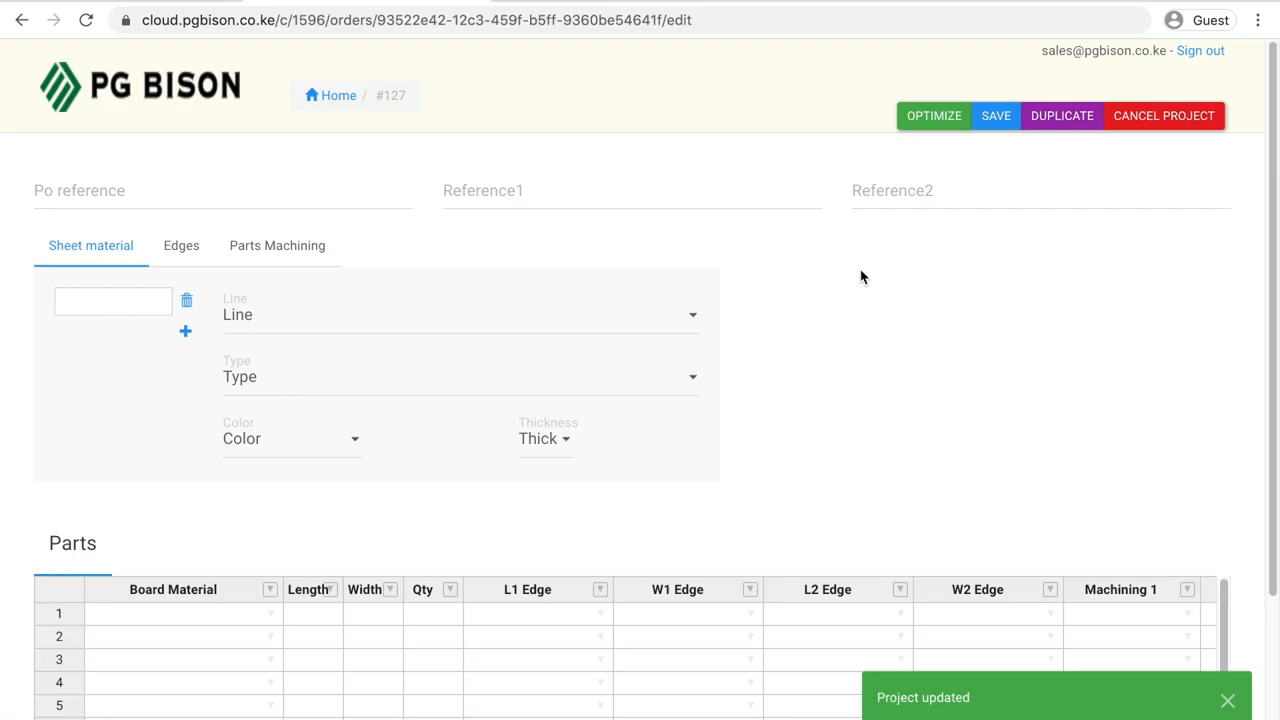 cloud.pgbison.co.ke/c/1596/orders/93522e42-12c3-459f-b5ff-9360be54641f/edit
Guest
sales@pgbison.co.ke - Sign out
PG BISON
Home / #127
OPTIMIZE SAVE DUPLICATE CANCEL PROJECT
Po reference Reference1 Reference2
Sheet material Edges Parts Machining
Line
Line
Type
Type
Color Thickness
Color Thick
Parts
Board Material Length Width Qty L1 Edge W1 Edge L2 Edge W2 Edge Machining 1
1
2
3
4
5
Project updated